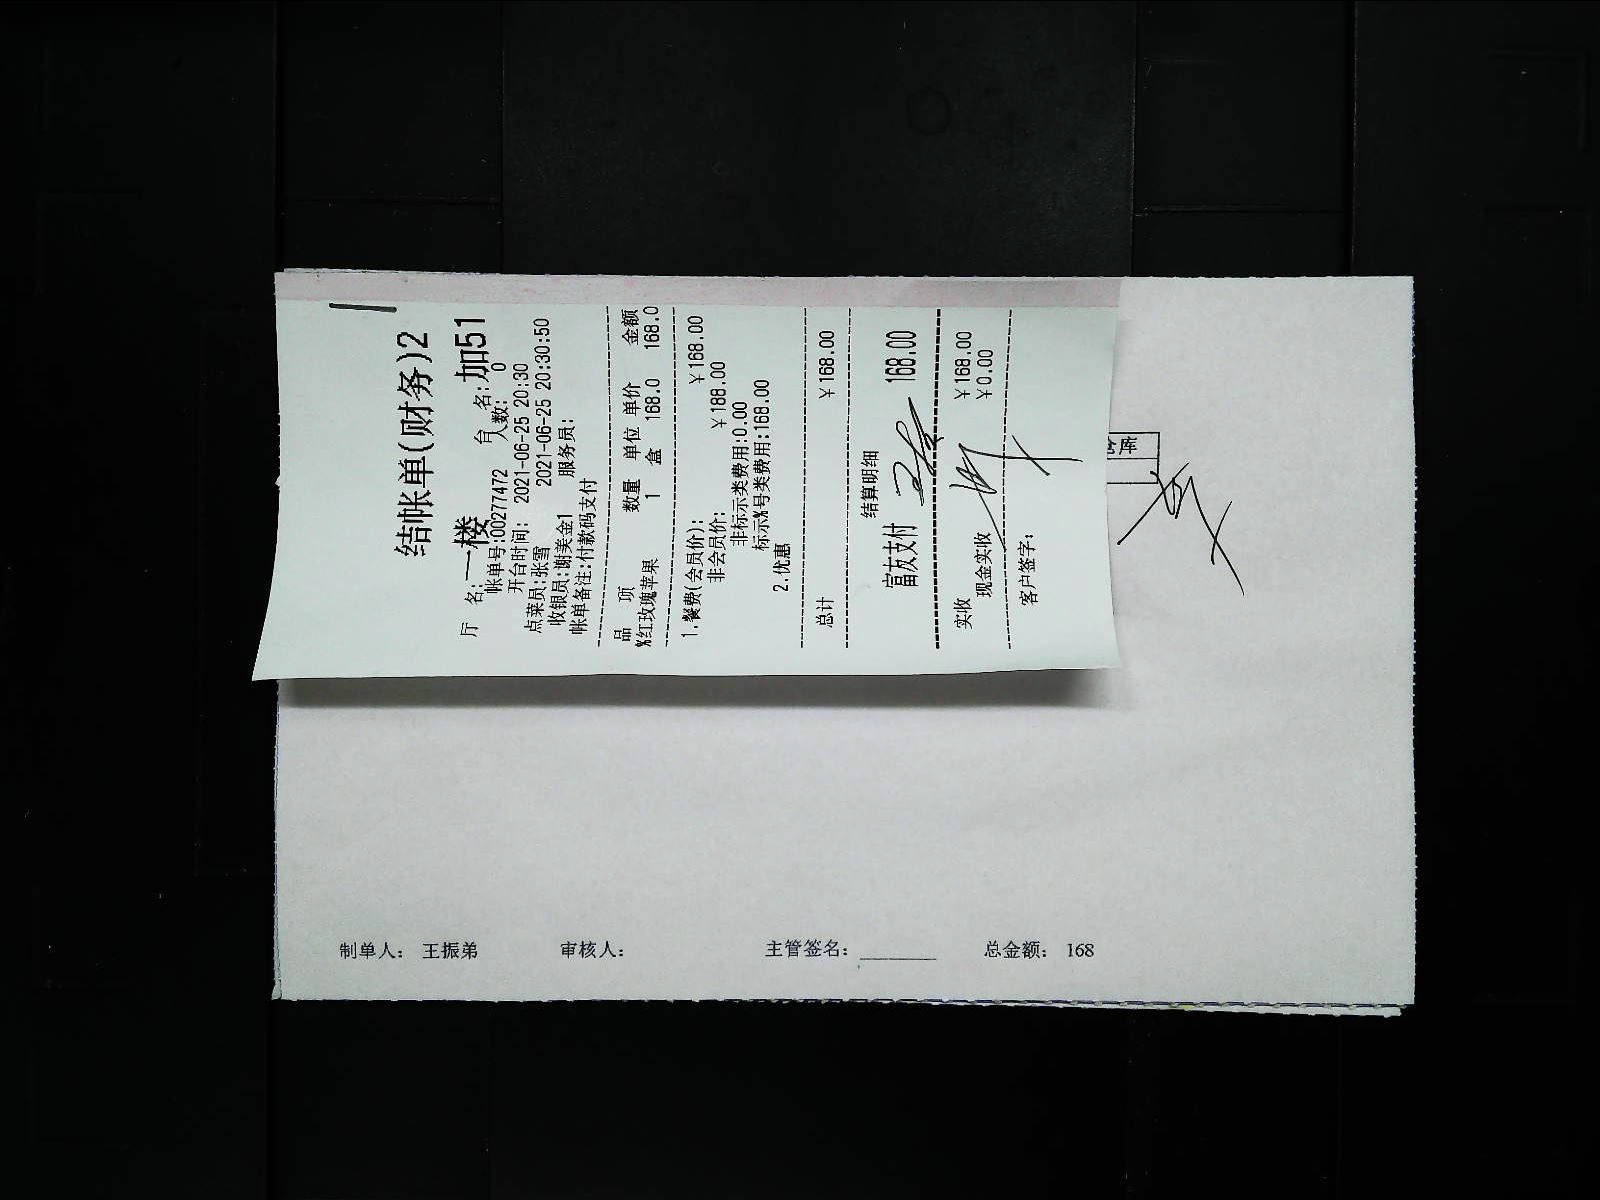 结帐单(财务)2
厅 名:一楼 台 名:加51
帐单号:00277472 人数: 0
开台时间: 2021-06-25 20:30
点菜员:张雪 2021-06-25 20:30:50
收银员:谢美金1 服务员:
帐单备注:付款码支付
品 项 数量 单位 单价 金额
%红玫瑰苹果 1 盒 168.0 168.0
1.餐费(会员价): ￥168.00
非会员价: ￥188.00
非标示类费用:0.00
标示%号类费用:168.00
2.优惠
总计 ￥168.00
结算明细
富友支付 168.00
实收 ￥168.00
现金实收 ￥0.00
客户签字:
库
制单人: 王振弟 审核人: 主管签名: 总金额: 168